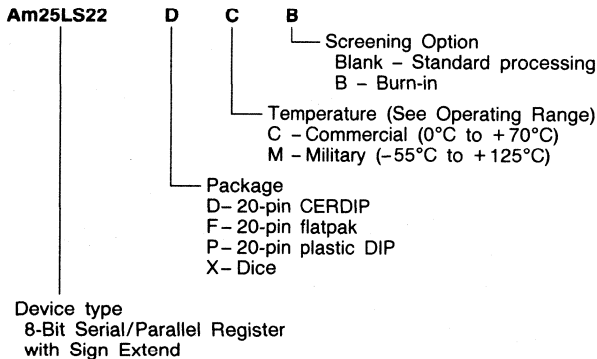 Am25LS22 D C B
Screening Option
Blank – Standard processing
B – Burn-in
Temperature (See Operating Range)
C – Commercial (0°C to +70°C)
M – Military (–55°C to +125°C)
Package
D– 20-pin CERDIP
F – 20-pin flatpak
P – 20-pin plastic DIP
X – Dice
Device type
8-Bit Serial/Parallel Register
with Sign Extend